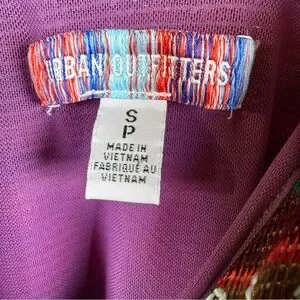 URBAN OUTFITTERS
S
P
MADE IN
VIETNAM
FABRIQUÉ AU
VIETNAM